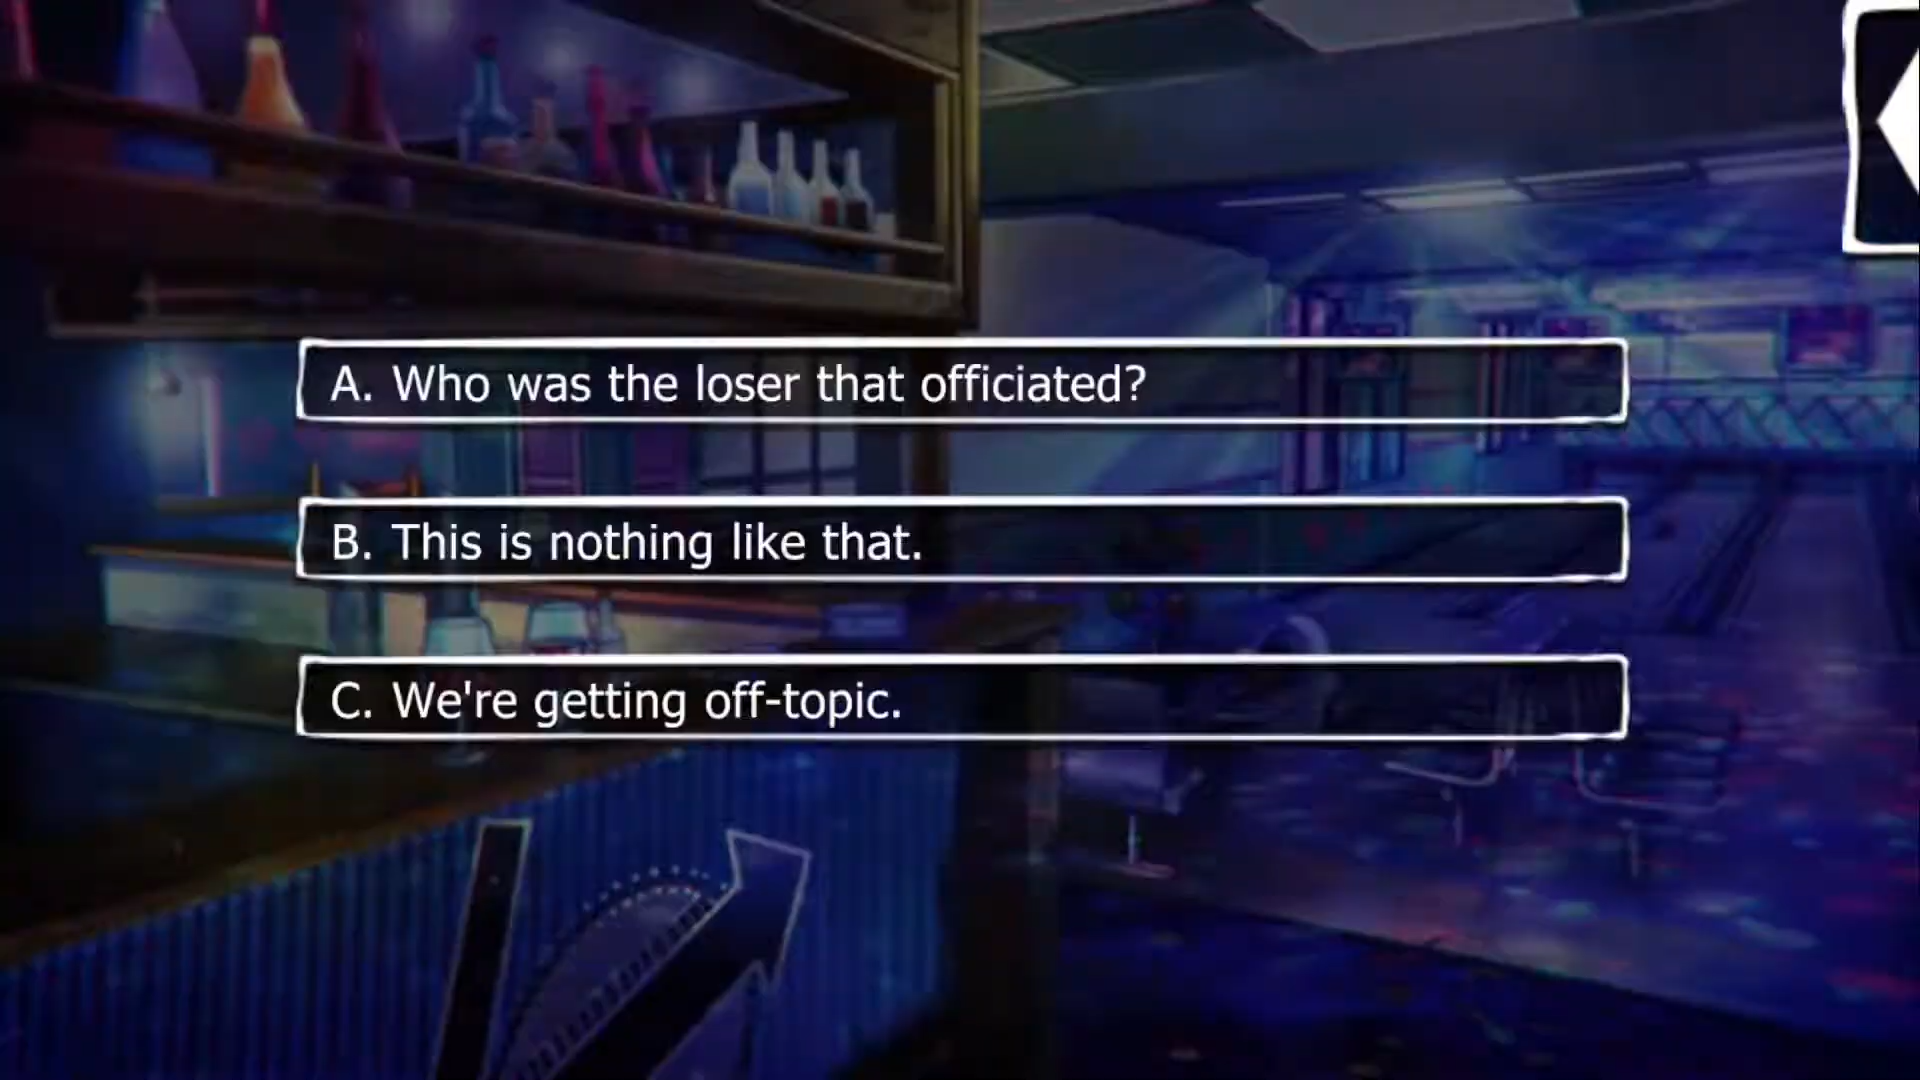 A. Who was the loser that officiated?
B. This is nothing like that.
C. We're getting off-topic.